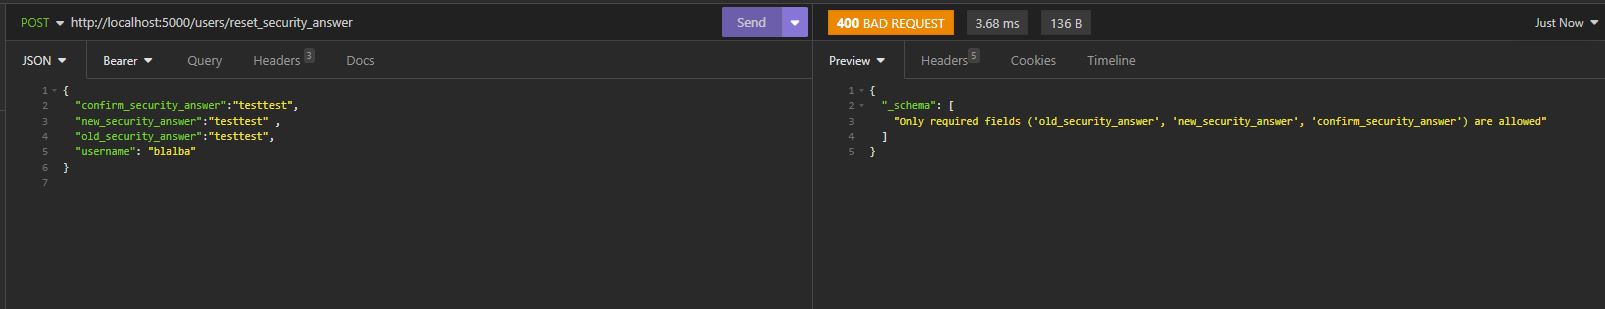 POST http://localhost:5000/users/reset_security_answer Send
400 BAD REQUEST 3.68 ms 136 B Just Now
JSON Bearer Query Headers 3 Docs
Preview Headers 5 Cookies Timeline
1 {
2 "confirm_security_answer":"testtest",
3 "new_security_answer":"testtest" ,
4 "old_security_answer":"testtest",
5 "username": "blalba"
6 }
7
1 {
2 "_schema": [
3 "Only required fields ('old_security_answer', 'new_security_answer', 'confirm_security_answer') are allowed"
4 ]
5 }